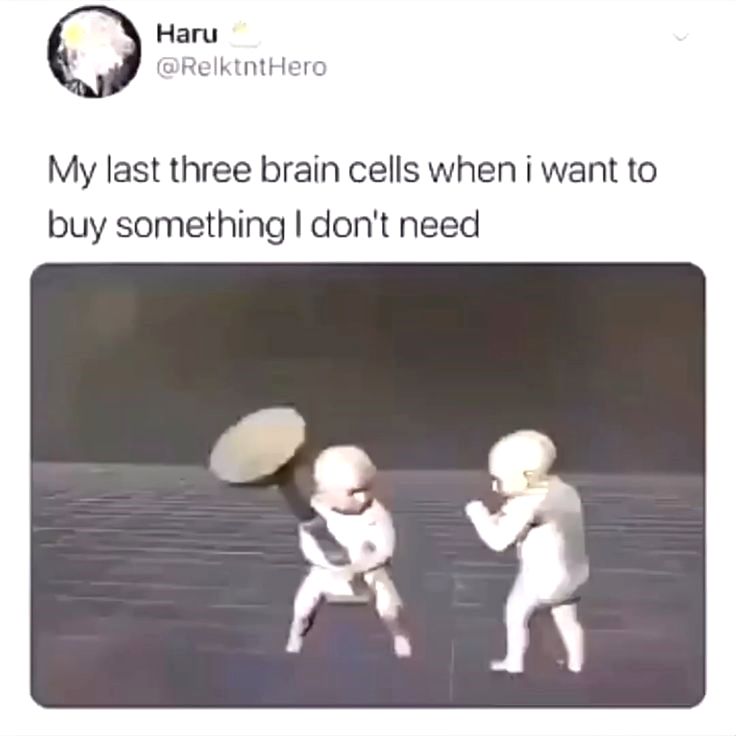 Haru
@RelktntHero
My last three brain cells when i want to
buy something I don't need